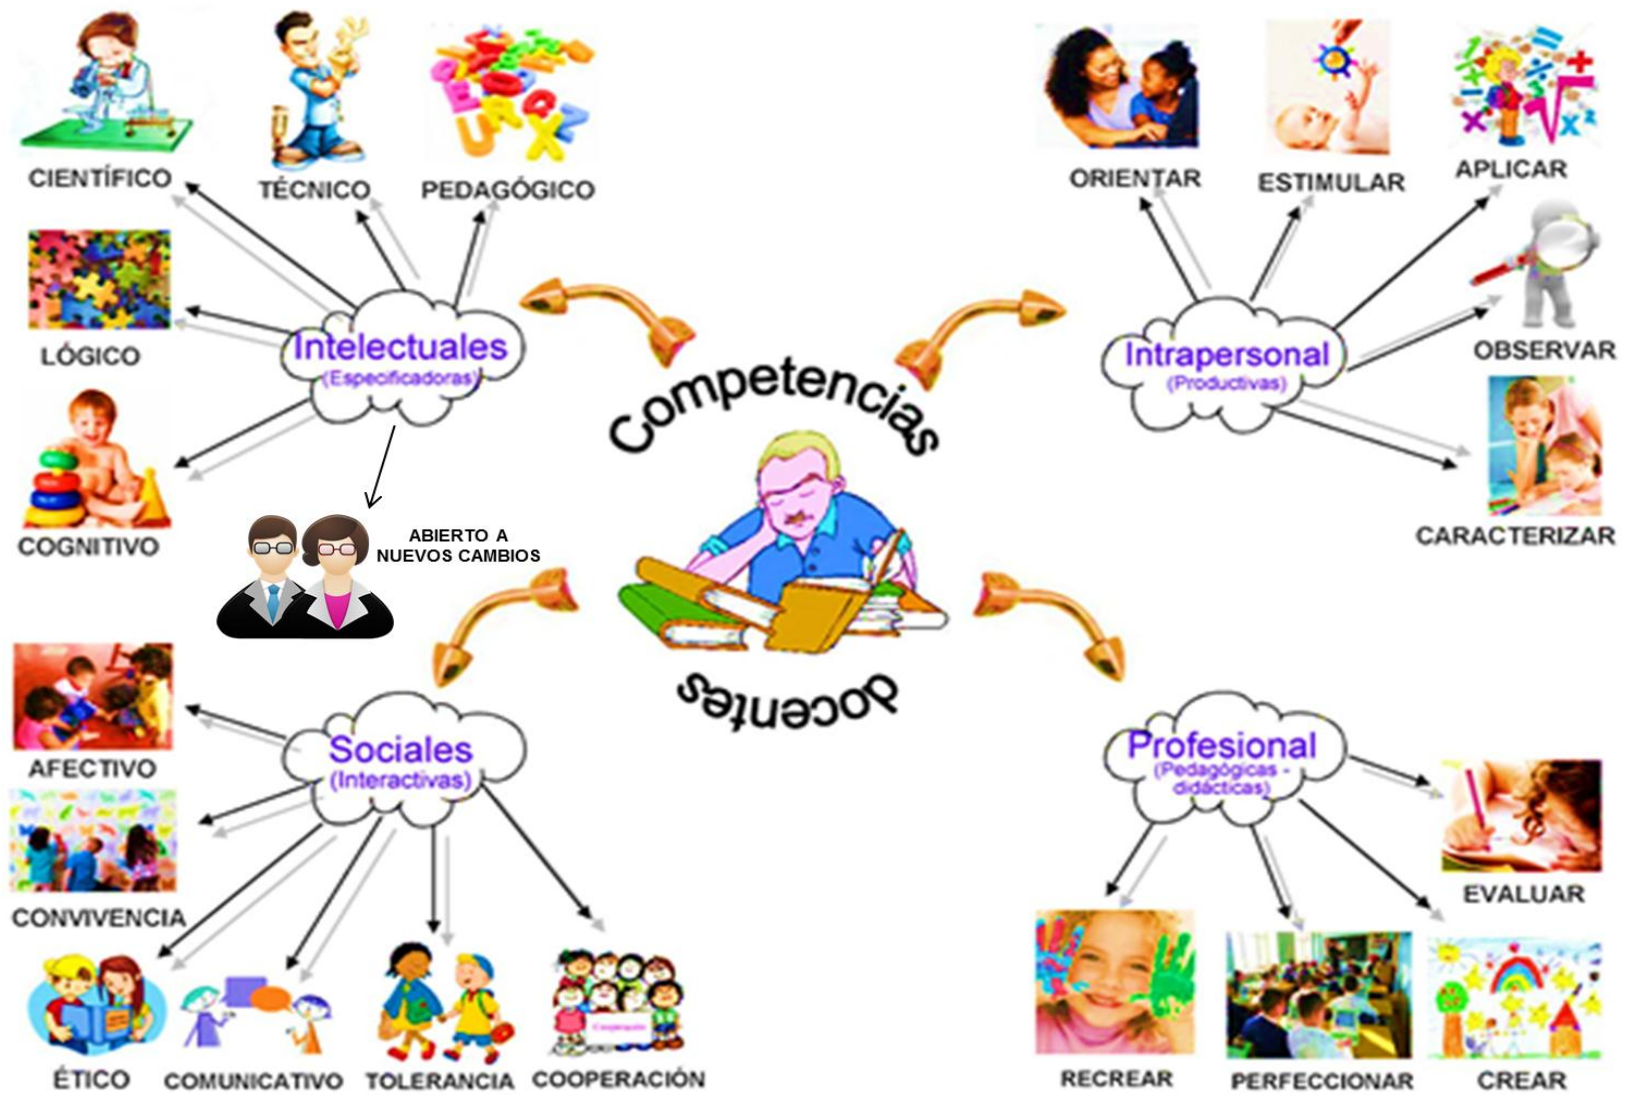 CIENTÍFICO
TÉCNICO
PEDAGÓGICO
LÓGICO
COGNITIVO
Intelectuales
(Especificadoras)
ABIERTO A
NUEVOS CAMBIOS
Competencias
docentes
ORIENTAR
ESTIMULAR
APLICAR
OBSERVAR
CARACTERIZAR
Intrapersonal
(Productivas)
Sociales
(Interactivas)
AFECTIVO
CONVIVENCIA
ÉTICO
COMUNICATIVO
TOLERANCIA
COOPERACIÓN
Cooperación
Profesional
(Pedagógicas -
didácticas)
EVALUAR
RECREAR
PERFECCIONAR
CREAR